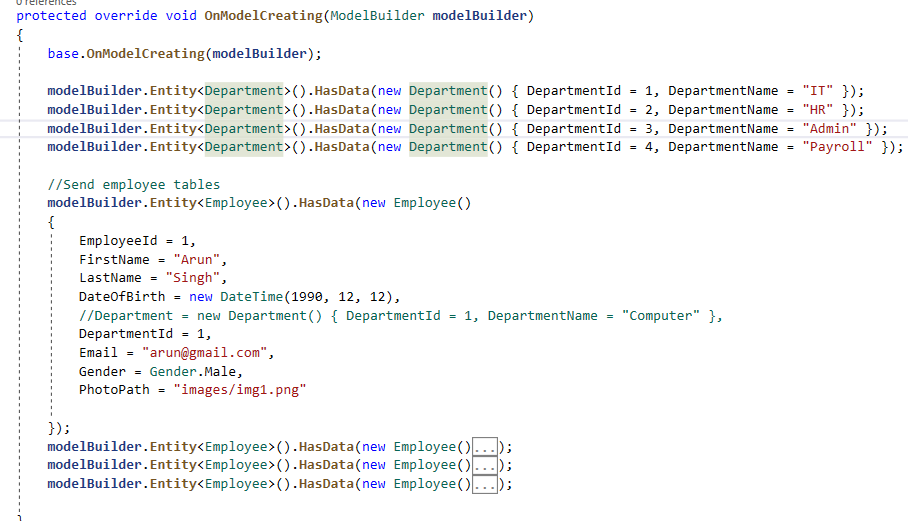 0 references
protected override void OnModelCreating(ModelBuilder modelBuilder)
{
base.OnModelCreating(modelBuilder);
modelBuilder.Entity<Department>().HasData(new Department() { DepartmentId = 1, DepartmentName = "IT" });
modelBuilder.Entity<Department>().HasData(new Department() { DepartmentId = 2, DepartmentName = "HR" });
modelBuilder.Entity<Department>().HasData(new Department() { DepartmentId = 3, DepartmentName = "Admin" });
modelBuilder.Entity<Department>().HasData(new Department() { DepartmentId = 4, DepartmentName = "Payroll" });
//Send employee tables
modelBuilder.Entity<Employee>().HasData(new Employee()
{
EmployeeId = 1,
FirstName = "Arun",
LastName = "Singh",
DateOfBirth = new DateTime(1990, 12, 12),
//Department = new Department() { DepartmentId = 1, DepartmentName = "Computer" },
DepartmentId = 1,
Email = "arun@gmail.com",
Gender = Gender.Male,
PhotoPath = "images/img1.png"
});
modelBuilder.Entity<Employee>().HasData(new Employee()...);
modelBuilder.Entity<Employee>().HasData(new Employee()...);
modelBuilder.Entity<Employee>().HasData(new Employee()...);
}